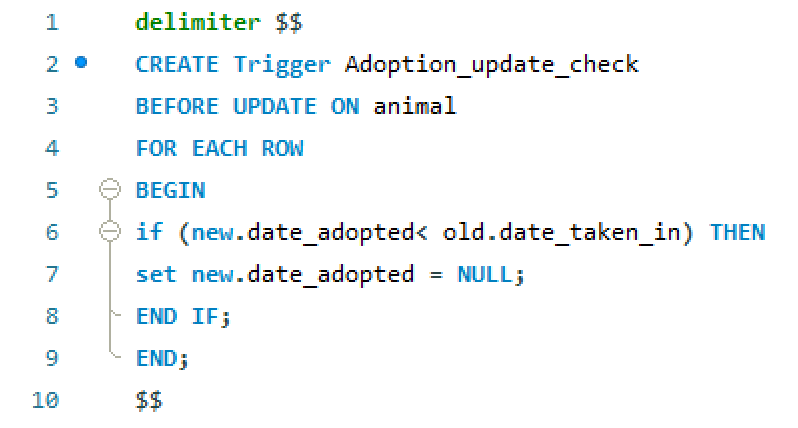 1 delimiter $$
2 CREATE Trigger Adoption_update_check
3 BEFORE UPDATE ON animal
4 FOR EACH ROW
5 BEGIN
6 if (new.date_adopted< old.date_taken_in) THEN
7 set new.date_adopted = NULL;
8 END IF;
9 END;
10 $$